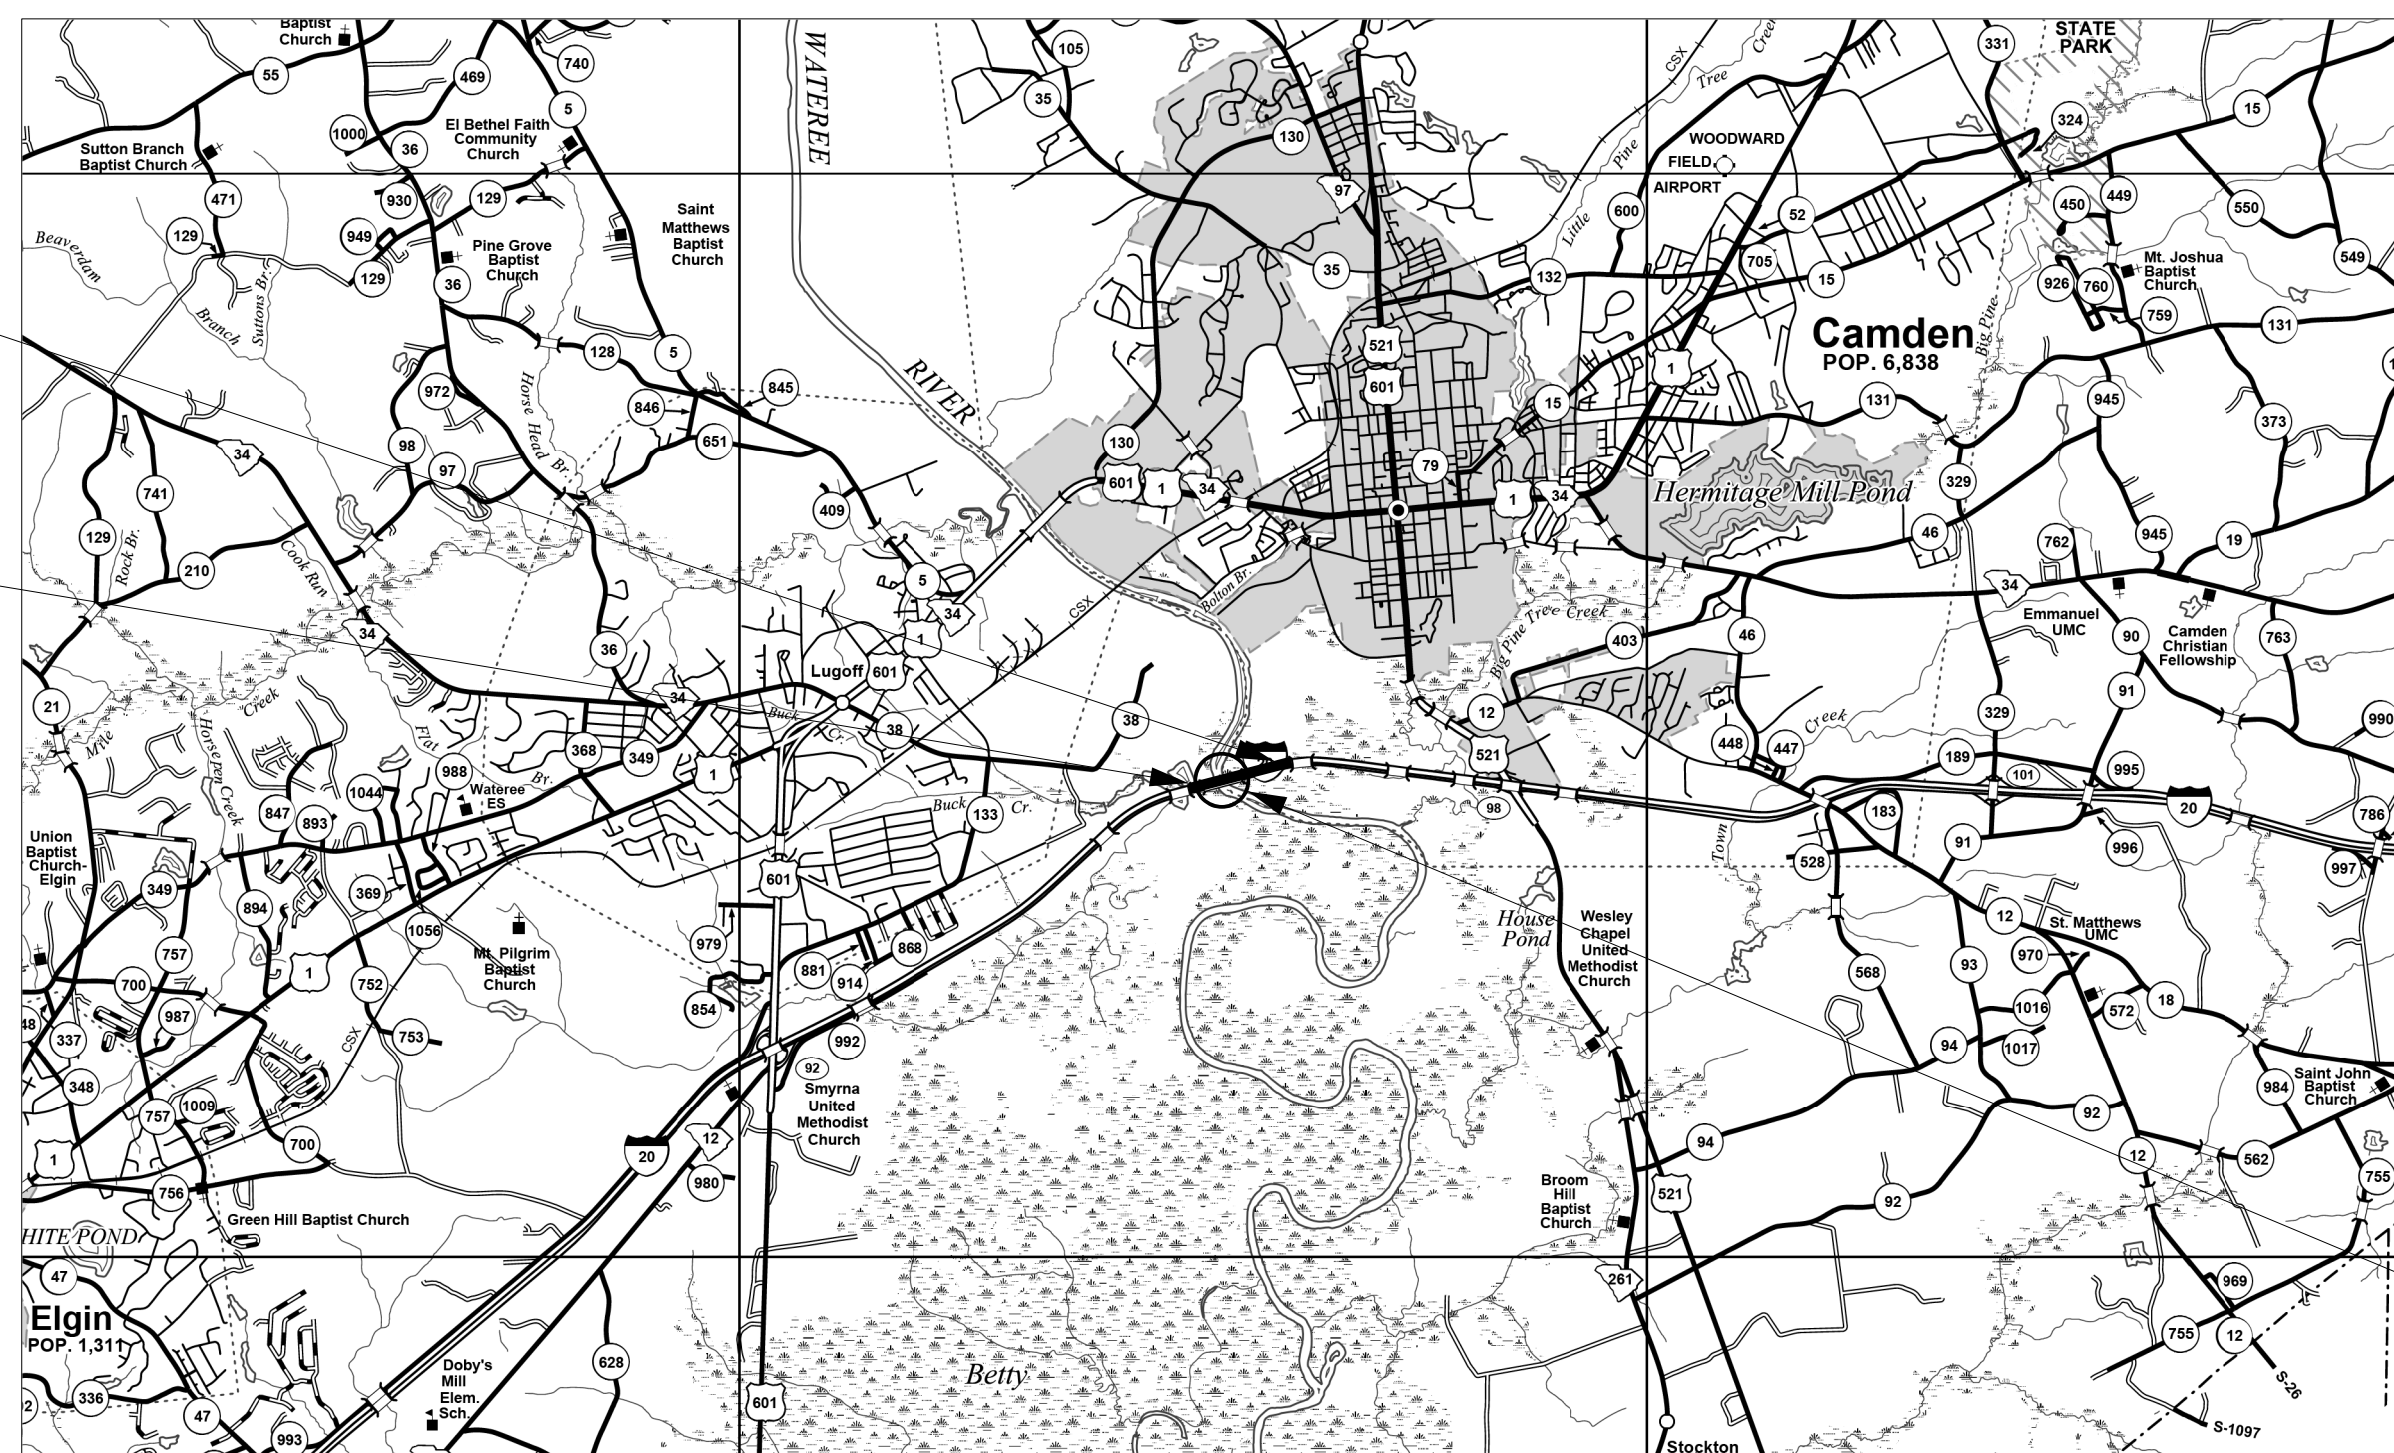 Baptist
Church
55
469
740
5
1000
36
El Bethel Faith
Community
Church
Sutton Branch
Baptist Church
471
930
129
949
129
129
36
Pine Grove
Baptist
Church
Saint
Matthews
Baptist
Church
Beaverdam
Branch
Suttons Br.
128
5
845
846
651
972
98
97
Horse Head Br.
34
741
129
210
Rock Br.
Cook Run
34
409
5
34
1
601
Lugoff
36
34
21
Mile
Creek
Horsepen Creek
Flat
Br.
368
349
1
38
Buck
Cr.
988
Wateree
ES
1044
847
893
Union
Baptist
Church-
Elgin
349
369
894
1056
Mt. Pilgrim
Baptist
Church
757
1
700
752
987
753
CSX
48
337
348
757
1009
700
1
756
Green Hill Baptist Church
HITE POND
47
Elgin
POP. 1,311
336
47
993
Doby's
Mill
Elem.
Sch.
628
601
20
12
980
92
Smyrna
United
Methodist
Church
992
854
979
601
881
914
868
133
Buck
Cr.
38
WATEREE
RIVER
105
35
130
97
35
521
601
130
601
1
34
79
15
1
34
CSX
Bolton Br.
Big Pine Tree Creek
12
403
521
98
House
Pond
Wesley
Chapel
United
Methodist
Church
Broom
Hill
Baptist
Church
261
521
94
92
Betty
Stockton
CSX
Tree
Creek
Little
Pine
WOODWARD
FIELD
AIRPORT
600
132
52
705
15
1
Camden
POP. 6,838
131
Hermitage Mill Pond
331
STATE
PARK
324
15
449
450
550
549
Mt. Joshua
Baptist
Church
926
760
759
131
Big Pine
945
373
329
46
762
945
19
34
Emmanuel
UMC
90
Camden
Christian
Fellowship
763
91
46
448
447
Creek
329
189
101
995
20
990
786
183
91
996
997
528
Town
12
St. Matthews
UMC
970
568
93
1016
572
18
94
1017
Saint John
Baptist
Church
984
92
12
562
755
92
969
755
12
S-26
S-1097